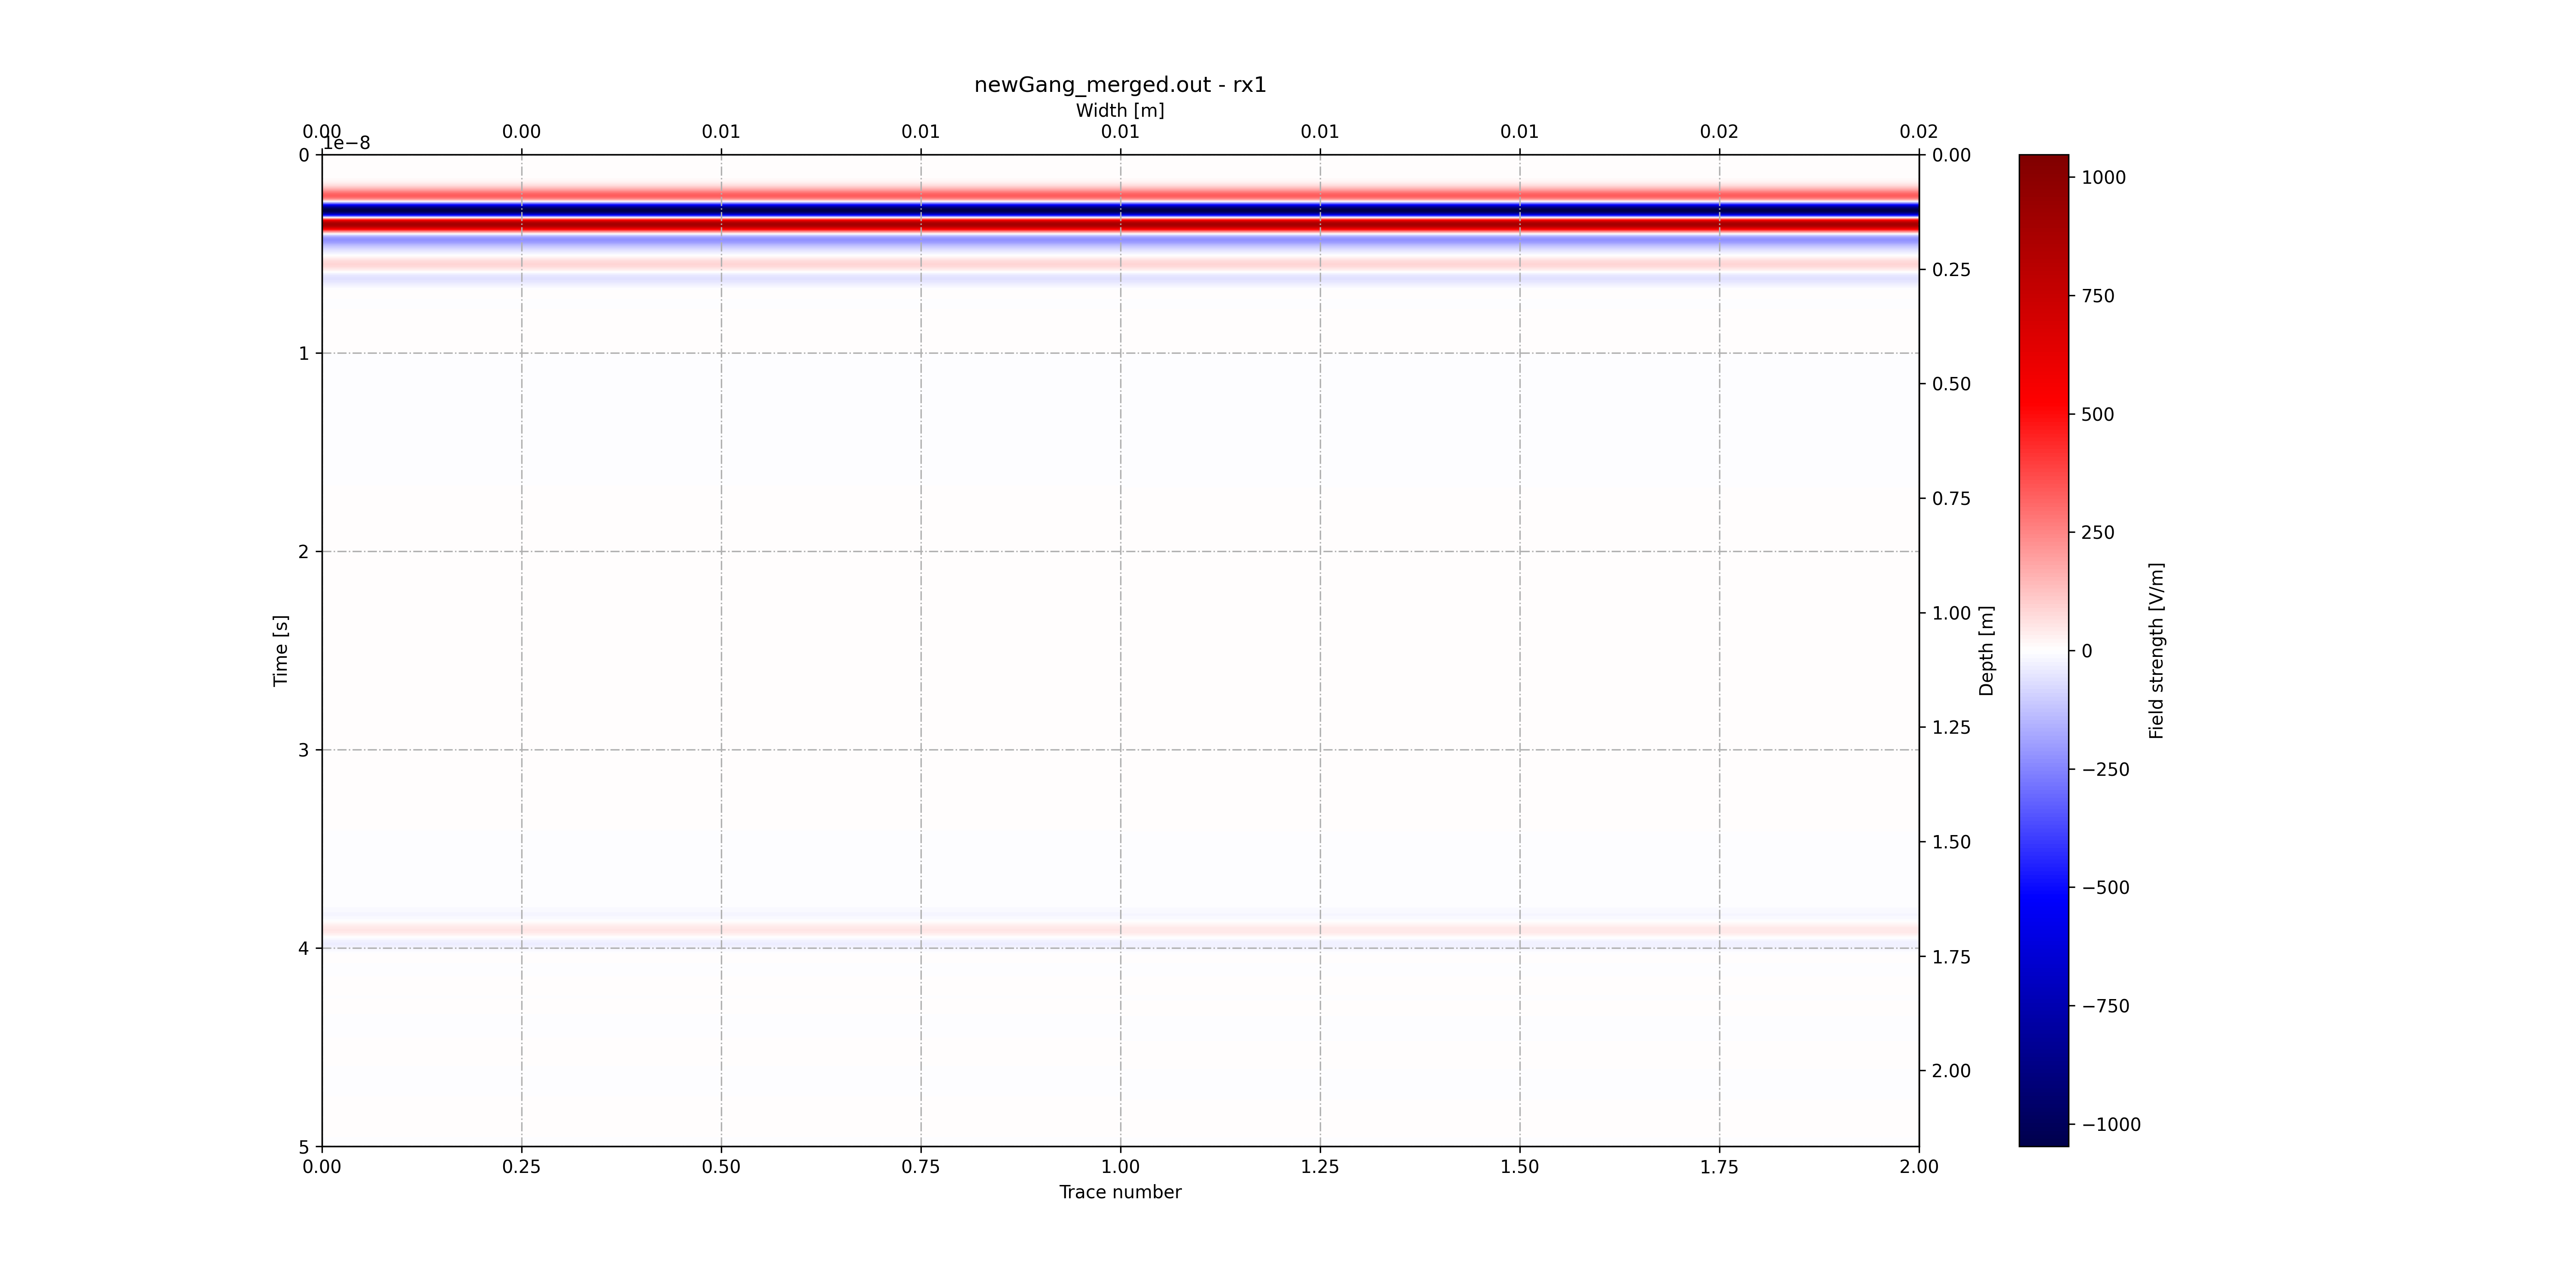 newGang_merged.out - rx1
Width [m]
0.00 0.00 0.01 0.01 0.01 0.01 0.01 0.02 0.02
1e−8
0 0.00
1000
750
0.25
1
0.50
500
0.75
250
2
1.00
0
Time [s]
Depth [m]
Field strength [V/m]
1.25
3
−250
1.50
−500
4
1.75
−750
2.00
−1000
5
0.00 0.25 0.50 0.75 1.00 1.25 1.50 1.75 2.00
Trace number